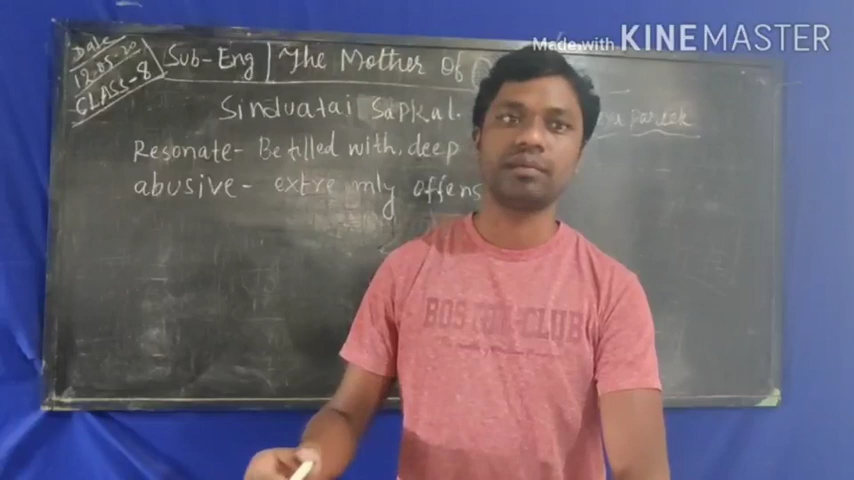 Made with KINEMASTER
Date
12-05-20
CLASS-8
Sub-Eng | The Mother Of
Sinduatai Sapkal.
pareek
Resonate- Be filled with, deep
abusive- extremly offens
BOSTON CLUB